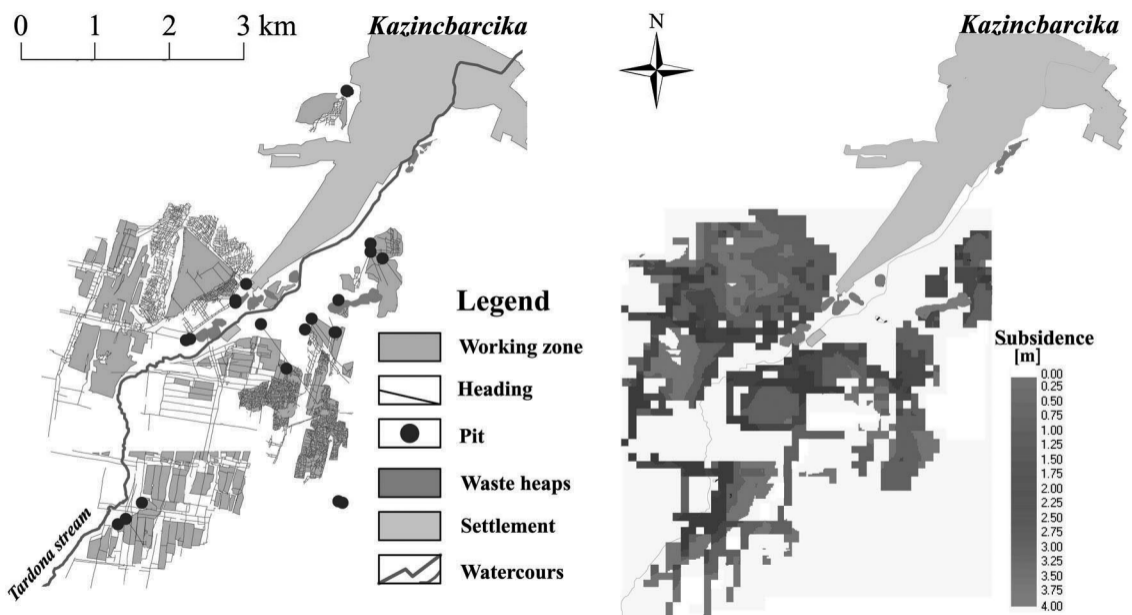 0 1 2 3 km
Kazincbarcika
Legend
Working zone
Heading
Pit
Waste heaps
Settlement
Watercours
Tardona stream
N
Kazincbarcika
Subsidence
[m]
0.00
0.25
0.50
0.75
1.00
1.25
1.50
1.75
2.00
2.25
2.50
2.75
3.00
3.25
3.50
3.75
4.00